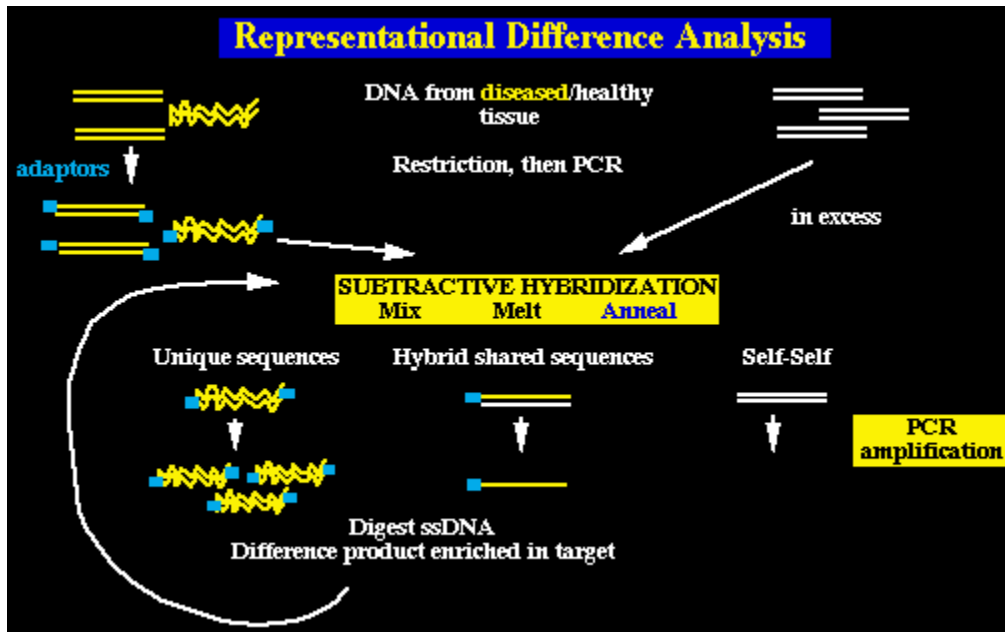 Representational Difference Analysis
DNA from diseased/healthy
tissue
adaptors
Restriction, then PCR
in excess
SUBTRACTIVE HYBRIDIZATION
Mix Melt Anneal
Unique sequences
Hybrid shared sequences
Self-Self
PCR
amplification
Digest ssDNA
Difference product enriched in target